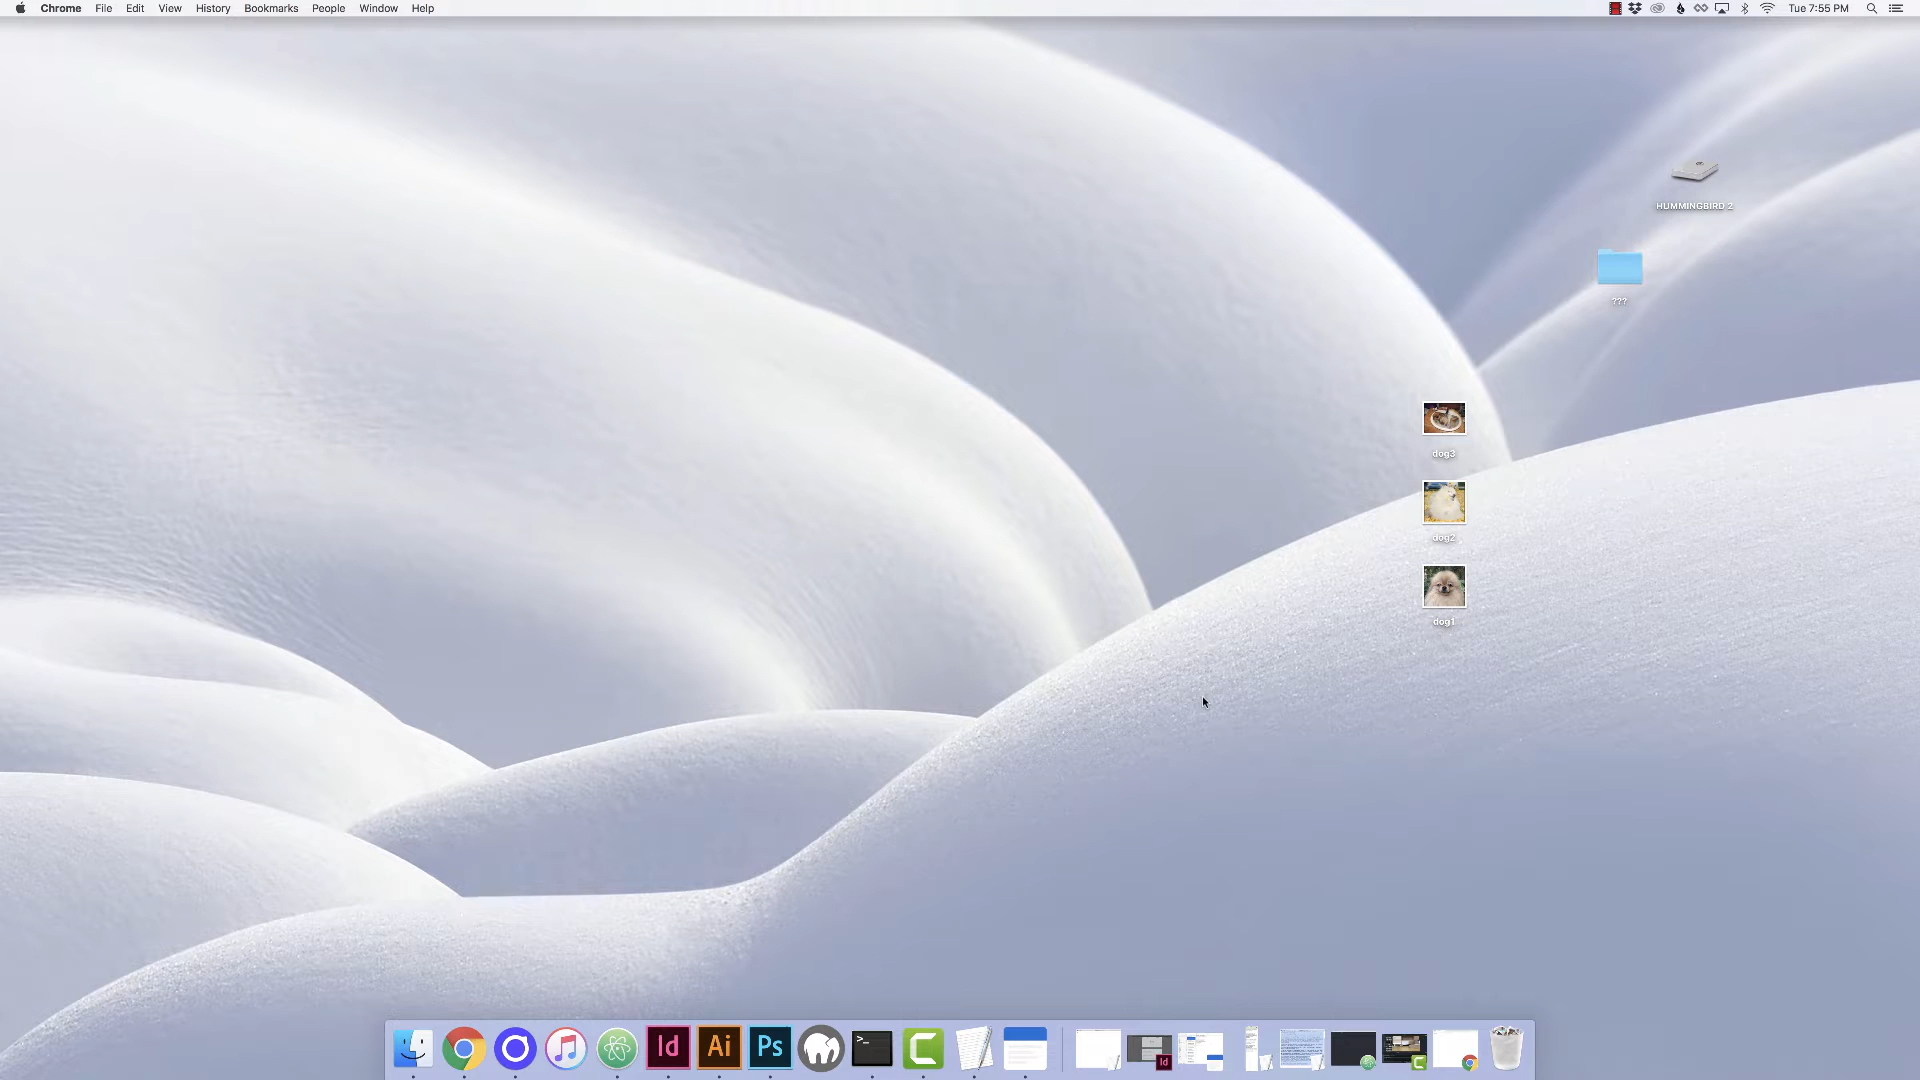 Chrome File Edit View History Bookmarks People Window Help Tue 7:55 PM
HUMMINGBIRD 2
???
dog3
dog2
dog1
Id Ai Ps >_